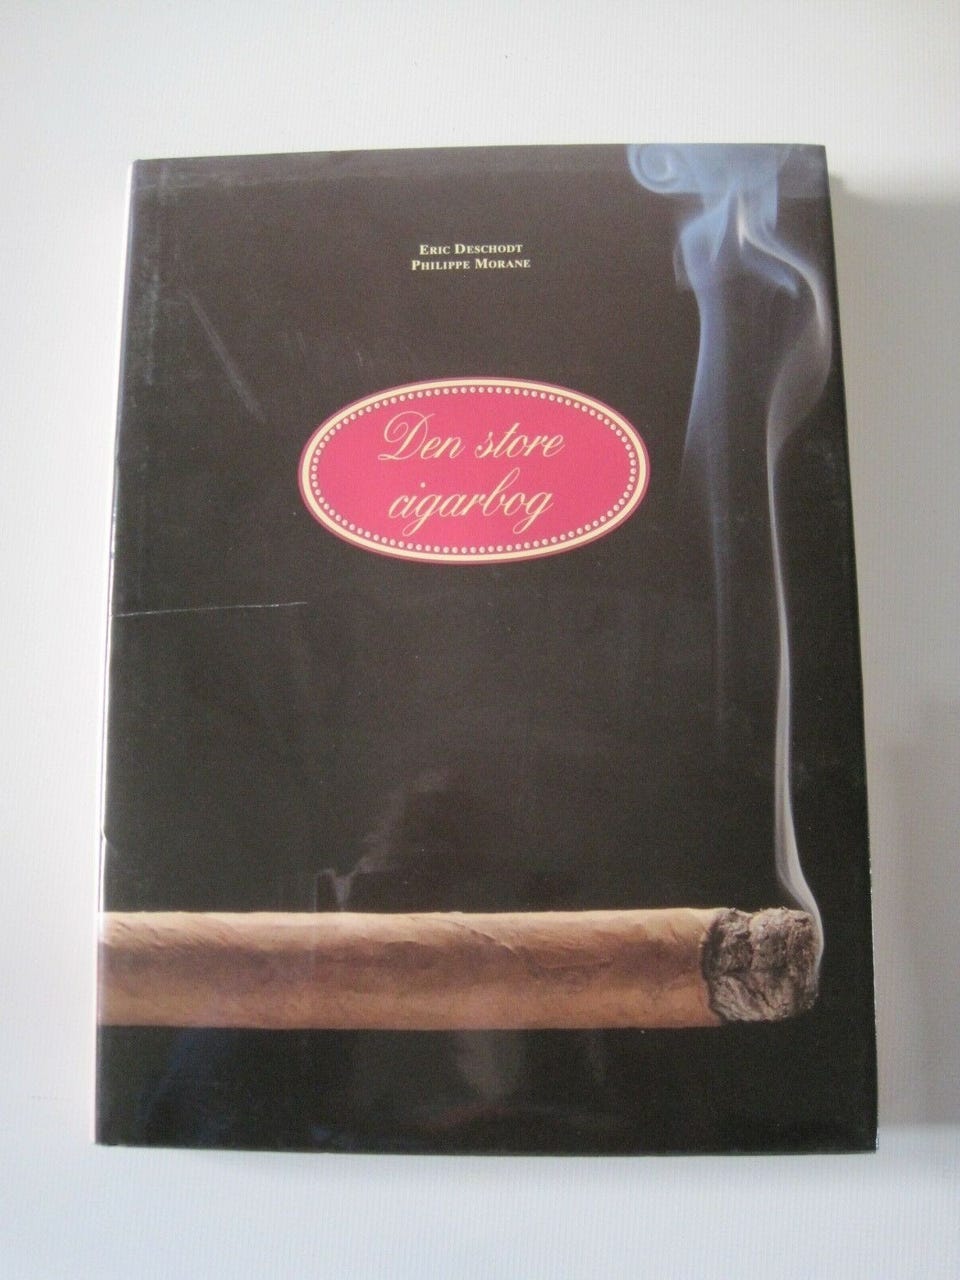 ERIC DESCHODT
PHILIPPE MORANE
Den store
cigarbog